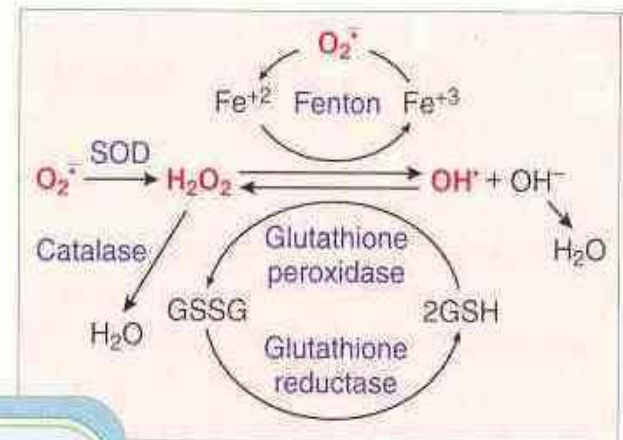 O₂⁻•
Fe⁺² Fenton Fe⁺³
SOD
O₂⁻• H₂O₂ OH• + OH⁻
Catalase
Glutathione
peroxidase
H₂O
GSSG 2GSH
H₂O
Glutathione
reductase